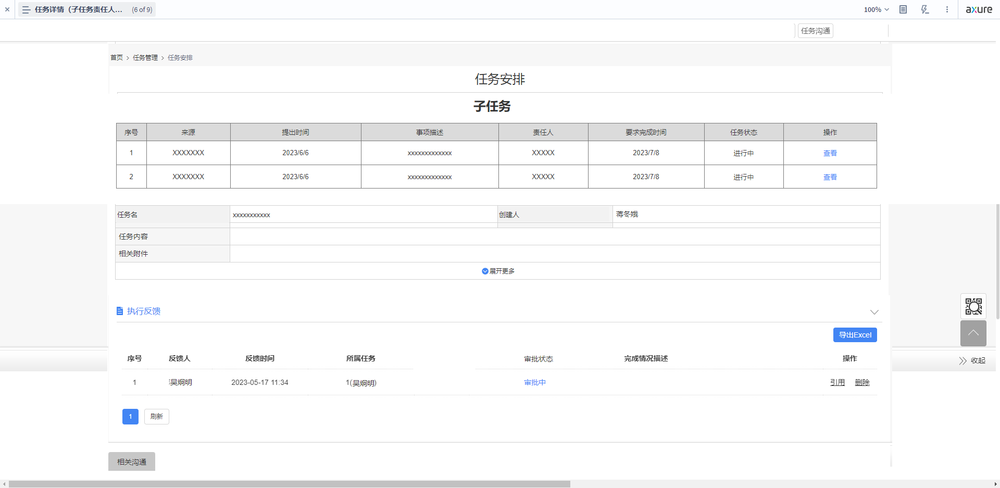 任务详情（子任务责任人... (6 of 9)
100%
axure
任务沟通
首页 > 任务管理 > 任务安排
任务安排
子任务
序号 来源 提出时间 事项描述 责任人 要求完成时间 任务状态 操作
1 XXXXXXX 2023/6/6 xxxxxxxxxxxxx XXXXX 2023/7/8 进行中 查看
2 XXXXXXX 2023/6/6 xxxxxxxxxxxxx XXXXX 2023/7/8 进行中 查看
任务名 xxxxxxxxxxx 创建人 蒋冬娥
任务内容
相关附件
展开更多
执行反馈
导出Excel
序号 反馈人 反馈时间 所属任务 审批状态 完成情况描述 操作
收起
1 吴炯明 2023-05-17 11:34 1(吴炯明) 审批中 引用 删除
1 刷新
相关沟通